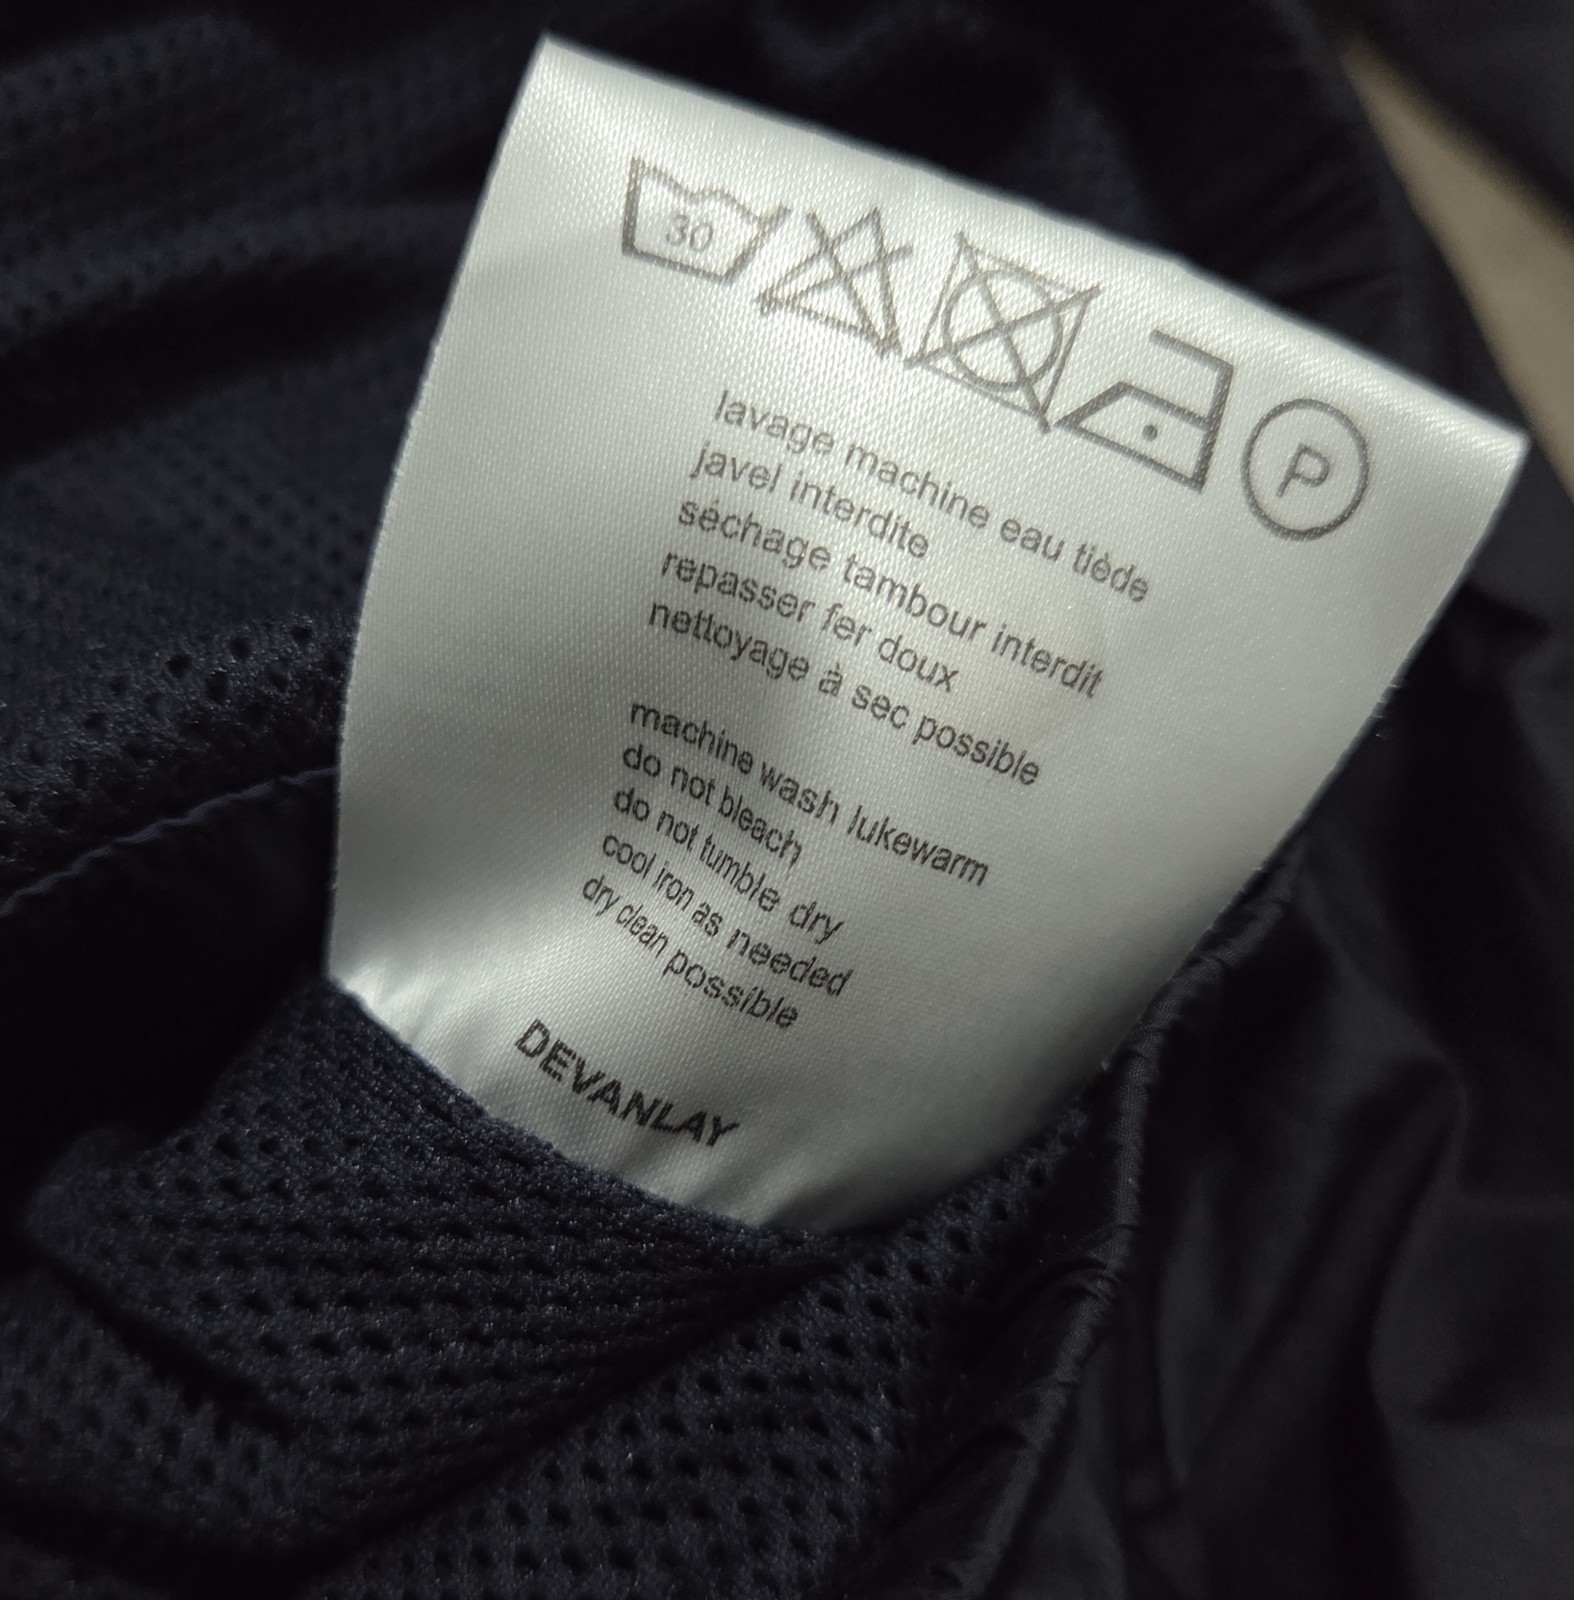 30
P
lavage machine eau tiède
javel interdite
séchage tambour interdit
repasser fer doux
nettoyage à sec possible
machine wash lukewarm
do not bleach
do not tumble dry
cool iron as needed
dry clean possible
DEVANLAY